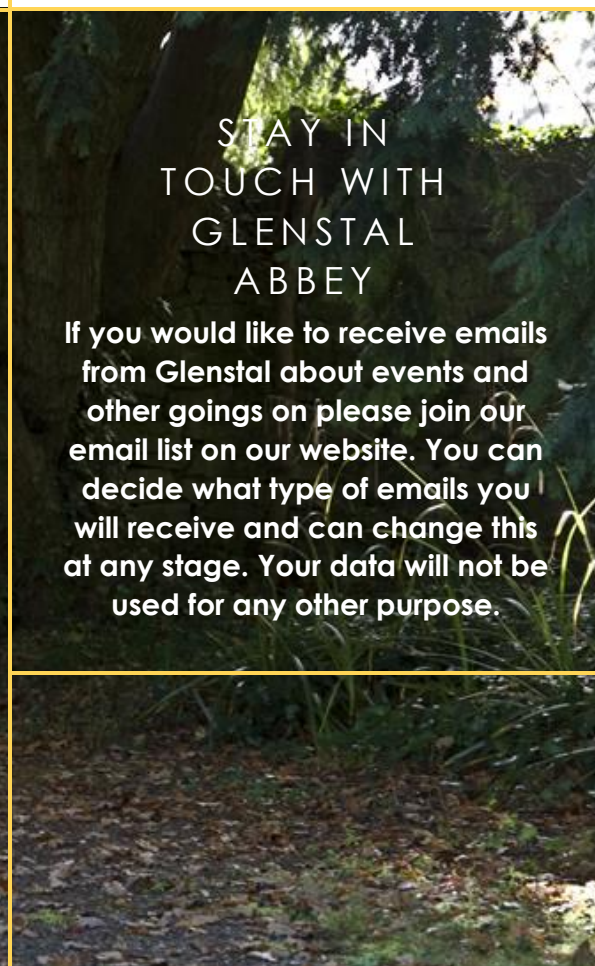 STAY IN
TOUCH WITH
GLENSTAL
ABBEY
If you would like to receive emails
from Glenstal about events and
other goings on please join our
email list on our website. You can
decide what type of emails you
will receive and can change this
at any stage. Your data will not be
used for any other purpose.